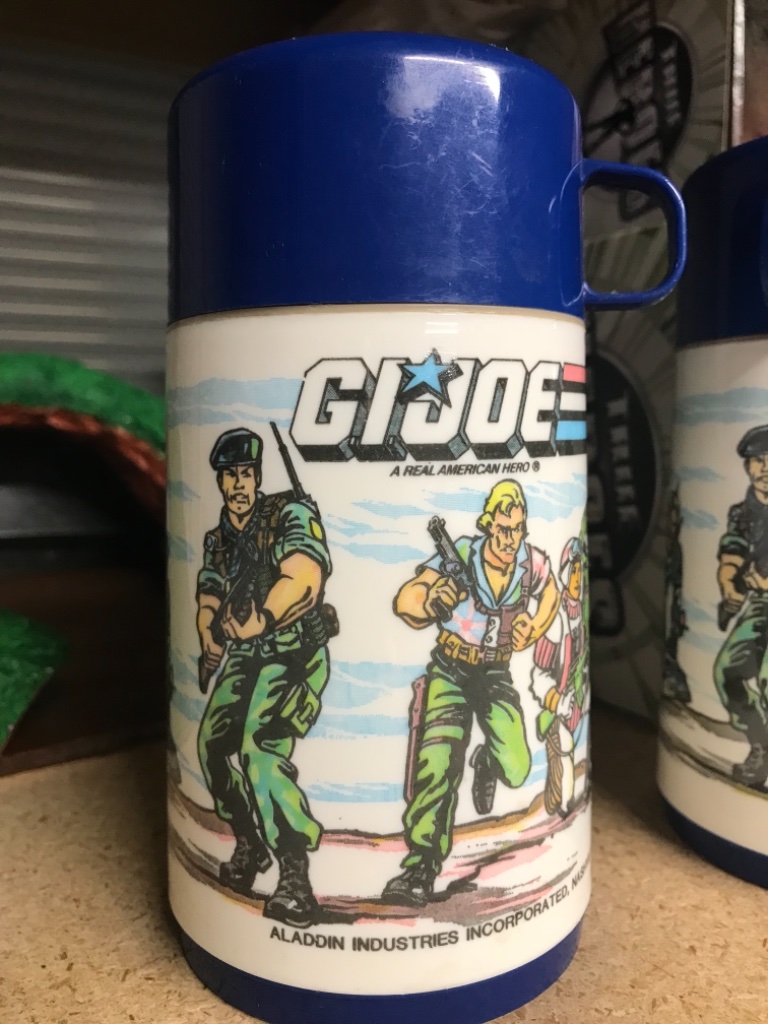 G.I. JOE
A REAL AMERICAN HERO ®
ALADDIN INDUSTRIES INCORPORATED,